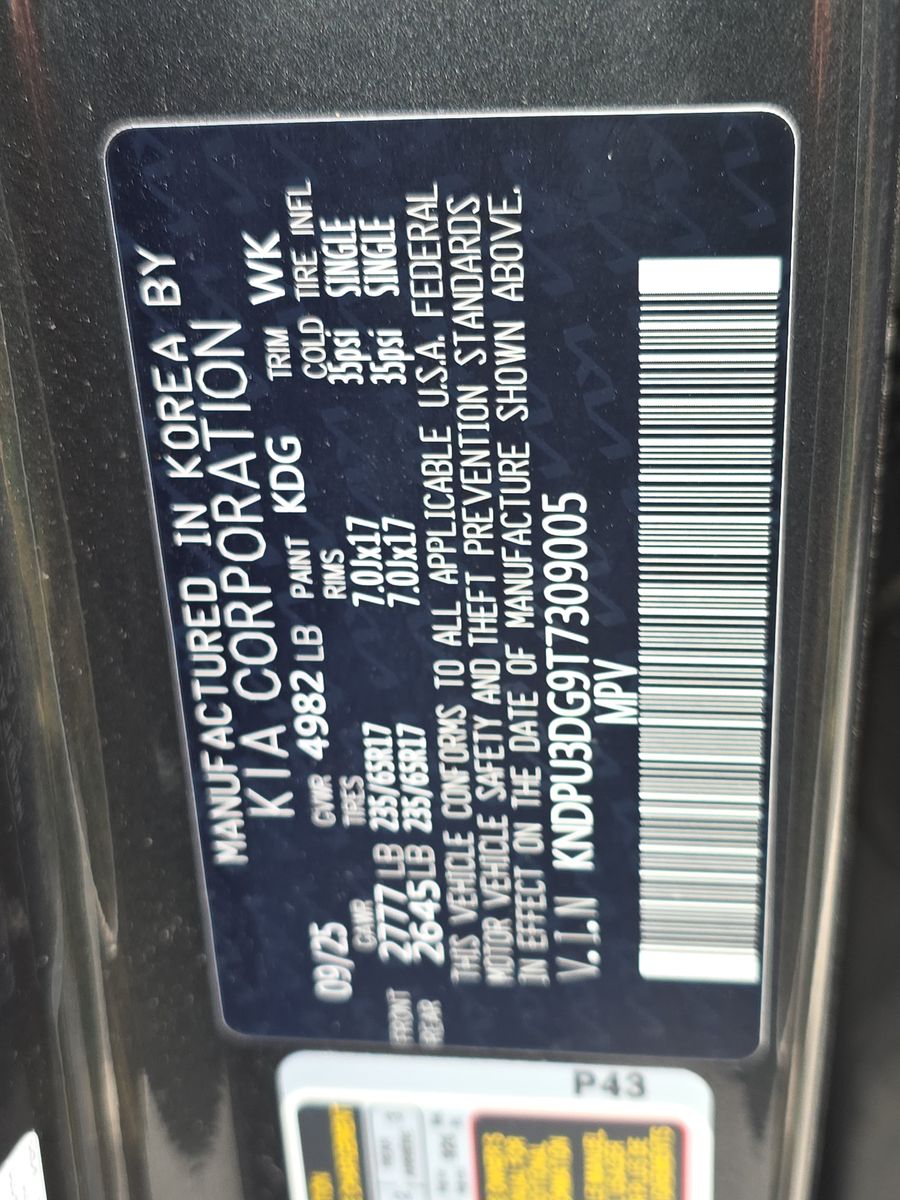 MANUFACTURED IN KOREA BY
KIA CORPORATION
09/25 GVWR 4982 LB PAINT KDG TRIM WK
GAWR TIRES RIMS COLD TIRE INFL
FRONT 2777 LB 235/65R17 7.0Jx17 35psi SINGLE
REAR 2645 LB 235/65R17 7.0Jx17 35psi SINGLE
THIS VEHICLE CONFORMS TO ALL APPLICABLE U.S.A. FEDERAL
MOTOR VEHICLE SAFETY AND THEFT PREVENTION STANDARDS
IN EFFECT ON THE DATE OF MANUFACTURE SHOWN ABOVE.
V.I.N KNDPU3DG9T7309005
MPV
P43